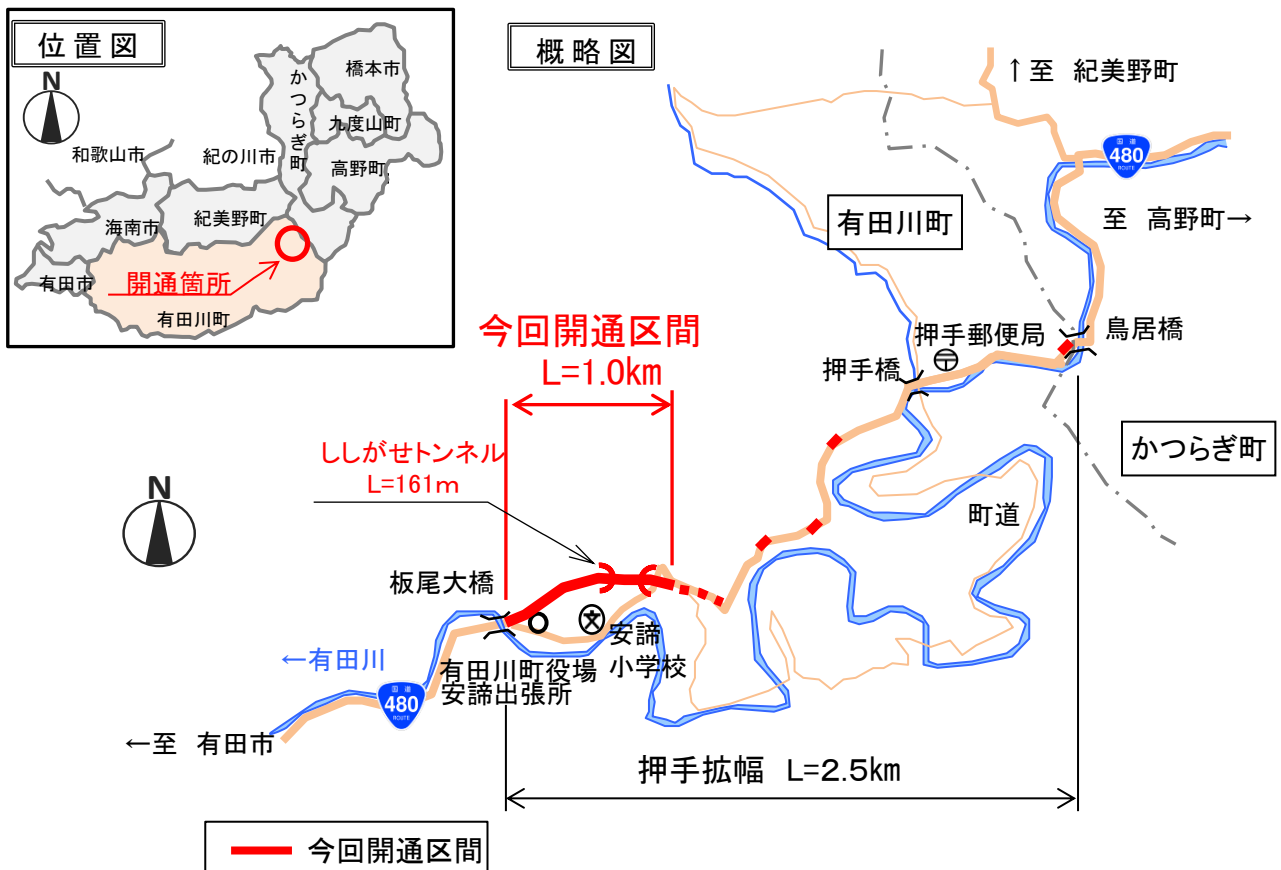 位置図
N
橋本市
かつらぎ町
九度山町
和歌山市
紀の川市
高野町
海南市
紀美野町
有田市
開通箇所
有田川町
概略図
↑至 紀美野町
国道
480
ROUTE
有田川町
至 高野町→
今回開通区間
L=1.0km
押手郵便局
鳥居橋
押手橋
かつらぎ町
ししがせトンネル
L=161m
N
町道
板尾大橋
安諦
小学校
←有田川
有田川町役場
安諦出張所
国道
480
ROUTE
←至 有田市
押手拡幅 L=2.5km
今回開通区間